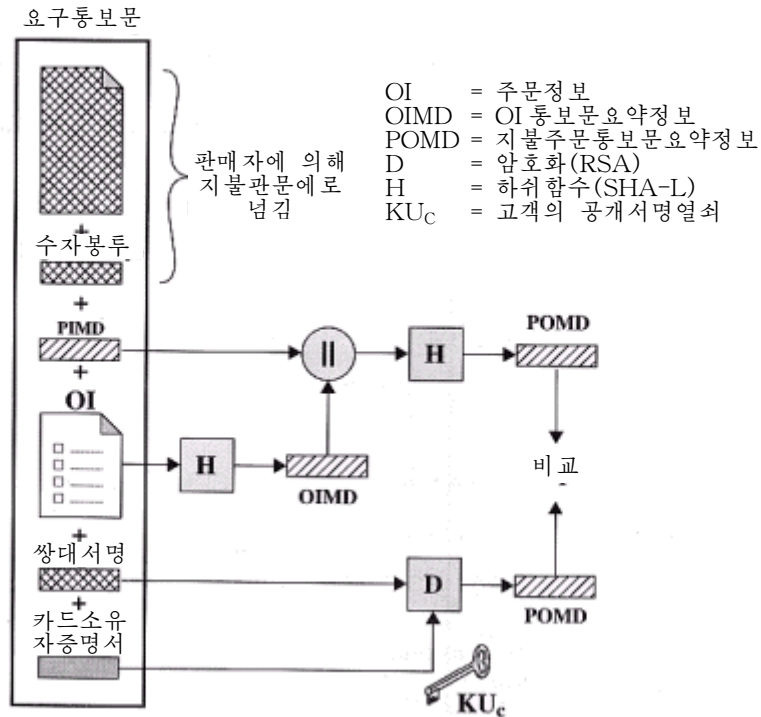 요구통보문
OI = 주문정보
OIMD = OI 통보문요약정보
POMD = 지불주문통보문요약정보
D = 암호화(RSA)
H = 하쉬함수(SHA-L)
KUC = 고객의 공개서명열쇠
판매자에 의해
지불판문에로
넘김
+
수자봉투
+
PIMD
+
OI
|| H POMD
H OIMD
비교
+
쌍대서명
+
D POMD
카드소유
자증명서
KUc